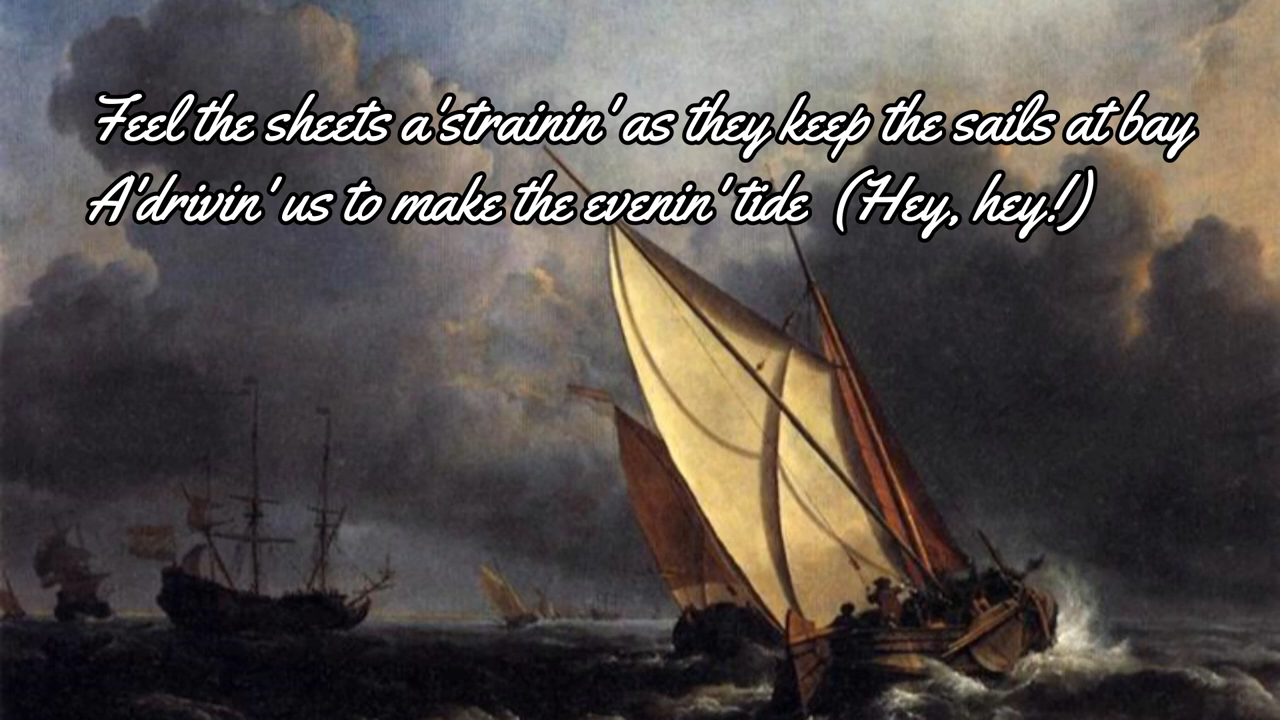 Feel the sheets a'strainin' as they keep the sails at bay
A'drivin' us to make the evenin' tide (Hey, hey!)